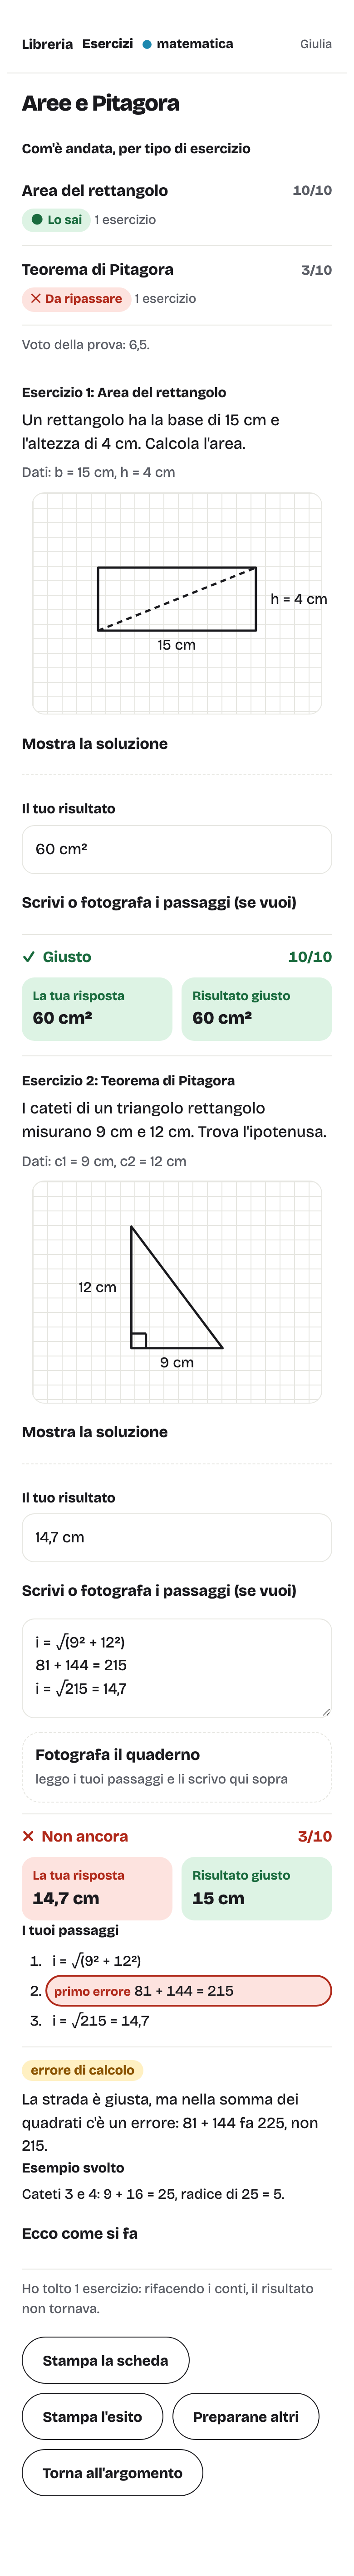 Libreria Esercizi matematica Giulia
Aree e Pitagora
Com'è andata, per tipo di esercizio
Area del rettangolo 10/10
Lo sai 1 esercizio
Teorema di Pitagora 3/10
Da ripassare 1 esercizio
Voto della prova: 6,5.
Esercizio 1: Area del rettangolo
Un rettangolo ha la base di 15 cm e
l'altezza di 4 cm. Calcola l'area.
Dati: b = 15 cm, h = 4 cm
h = 4 cm
15 cm
Mostra la soluzione
Il tuo risultato
60 cm²
Scrivi o fotografa i passaggi (se vuoi)
✓ Giusto 10/10
La tua risposta Risultato giusto
60 cm² 60 cm²
Esercizio 2: Teorema di Pitagora
I cateti di un triangolo rettangolo
misurano 9 cm e 12 cm. Trova l'ipotenusa.
Dati: c1 = 9 cm, c2 = 12 cm
12 cm
9 cm
Mostra la soluzione
Il tuo risultato
14,7 cm
Scrivi o fotografa i passaggi (se vuoi)
i = √(9² + 12²)
81 + 144 = 215
i = √215 = 14,7
Fotografa il quaderno
leggo i tuoi passaggi e li scrivo qui sopra
✕ Non ancora 3/10
La tua risposta Risultato giusto
14,7 cm 15 cm
I tuoi passaggi
1. i = √(9² + 12²)
2. primo errore 81 + 144 = 215
3. i = √215 = 14,7
errore di calcolo
La strada è giusta, ma nella somma dei
quadrati c'è un errore: 81 + 144 fa 225, non
215.
Esempio svolto
Cateti 3 e 4: 9 + 16 = 25, radice di 25 = 5.
Ecco come si fa
Ho tolto 1 esercizio: rifacendo i conti, il risultato
non tornava.
Stampa la scheda
Stampa l'esito Preparane altri
Torna all'argomento